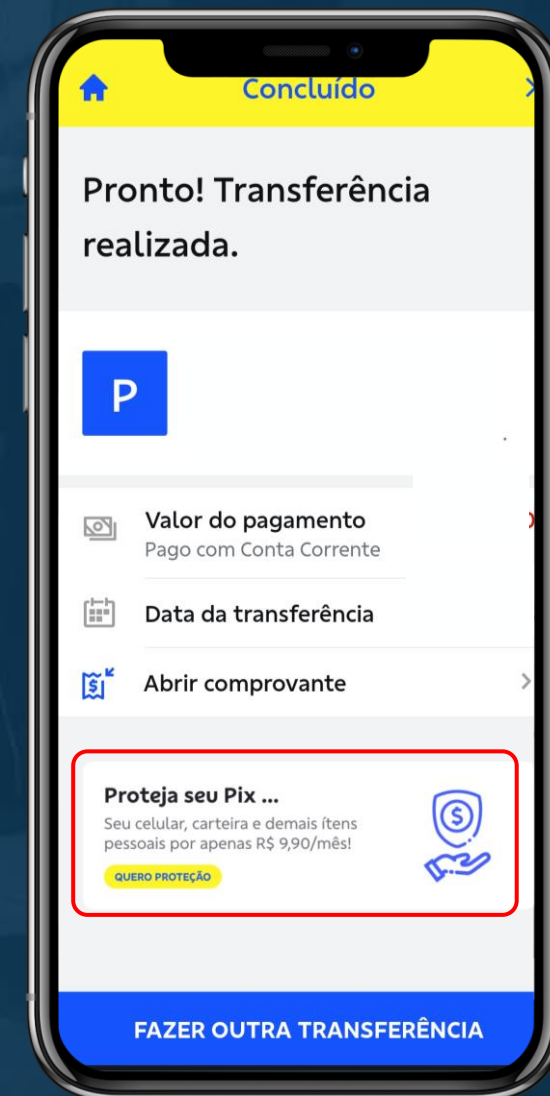 Concluído
Pronto! Transferência
realizada.
P
Valor do pagamento
Pago com Conta Corrente
Data da transferência
Abrir comprovante
Proteja seu Pix ...
Seu celular, carteira e demais ítens
pessoais por apenas R$ 9,90/mês!
QUERO PROTEÇÃO
FAZER OUTRA TRANSFERÊNCIA